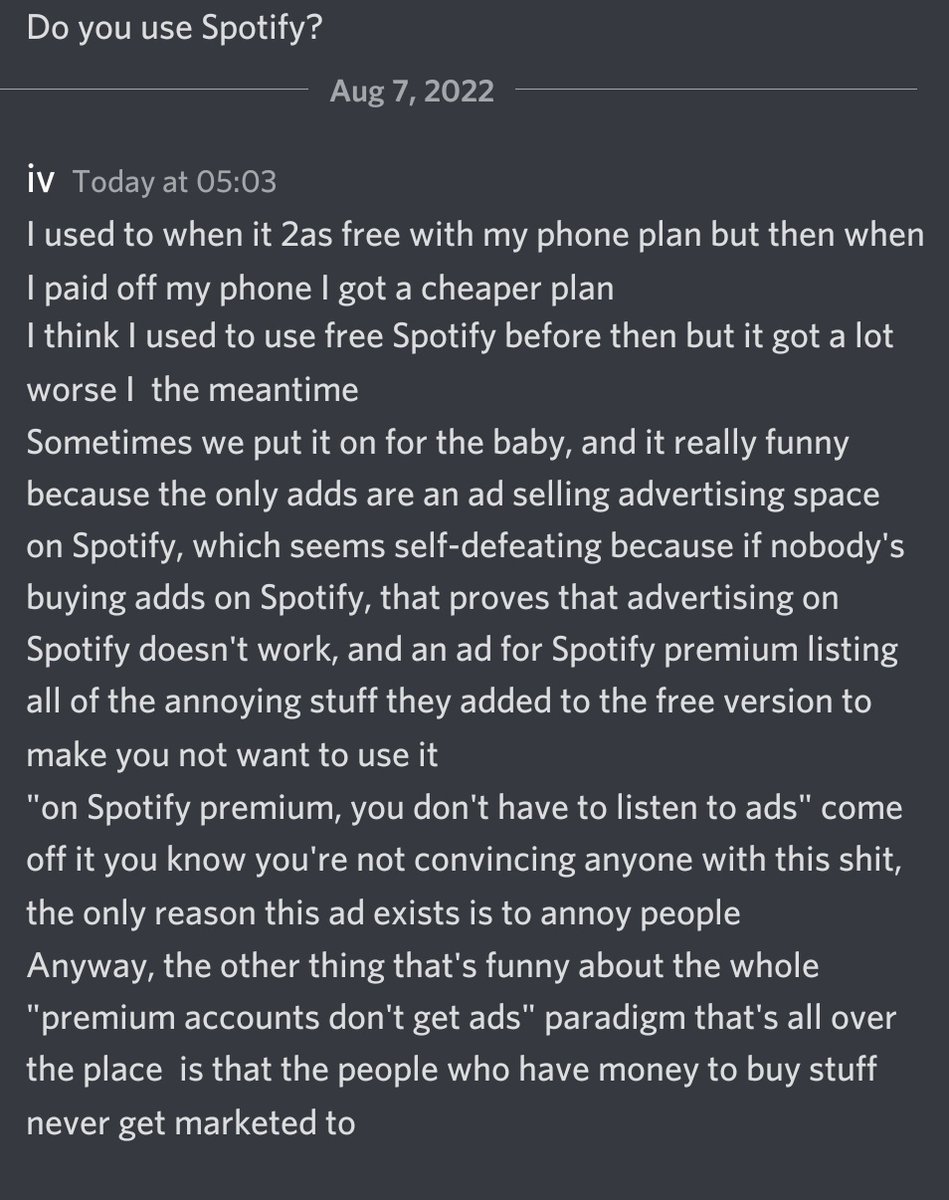 Do you use Spotify?
Aug 7, 2022
iv Today at 05:03
I used to when it 2as free with my phone plan but then when
I paid off my phone I got a cheaper plan
I think I used to use free Spotify before then but it got a lot
worse I  the meantime
Sometimes we put it on for the baby, and it really funny
because the only adds are an ad selling advertising space
on Spotify, which seems self-defeating because if nobody's
buying adds on Spotify, that proves that advertising on
Spotify doesn't work, and an ad for Spotify premium listing
all of the annoying stuff they added to the free version to
make you not want to use it
"on Spotify premium, you don't have to listen to ads" come
off it you know you're not convincing anyone with this shit,
the only reason this ad exists is to annoy people
Anyway, the other thing that's funny about the whole
"premium accounts don't get ads" paradigm that's all over
the place  is that the people who have money to buy stuff
never get marketed to